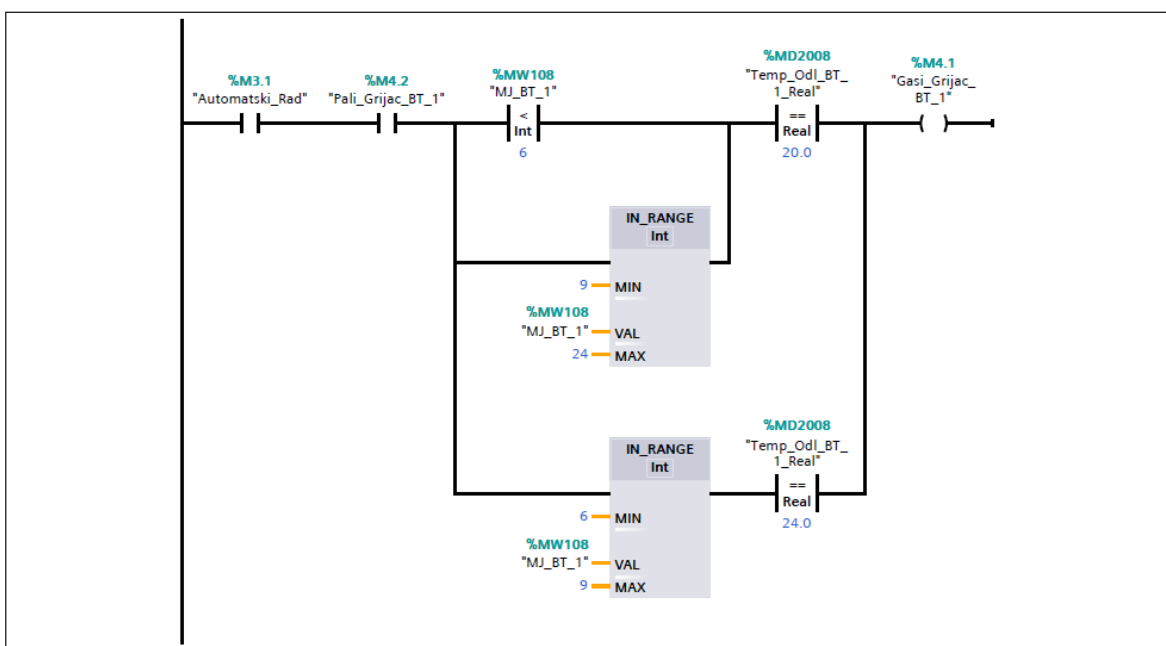 %M3.1
"Automatski_Rad"
%M4.2
"Pali_Grijac_BT_1"
%MW108
"MJ_BT_1"
<
Int
6
%MD2008
"Temp_Odl_BT_
1_Real"
==
Real
20.0
%M4.1
"Gasi_Grijac_
BT_1"
IN_RANGE
Int
9
MIN
%MW108
"MJ_BT_1"
VAL
24
MAX
IN_RANGE
Int
6
MIN
%MW108
"MJ_BT_1"
VAL
9
MAX
%MD2008
"Temp_Odl_BT_
1_Real"
==
Real
24.0